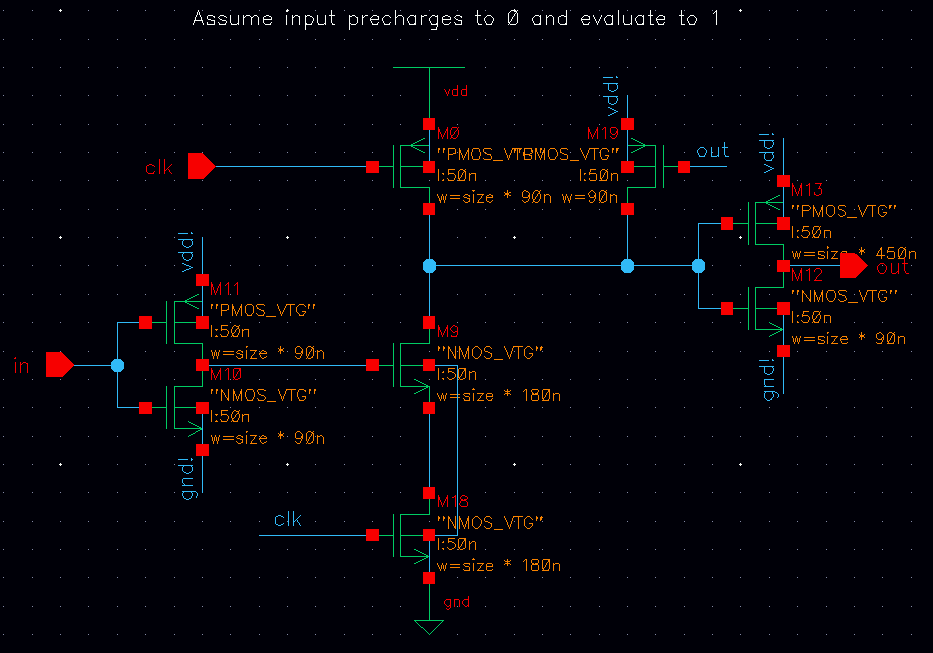 Assume input precharges to 0 and evaluate to 1
vdd
vdd!
M0
M19
clk
"PMOS_VTG"
"PMOS_VTG"
out
l:50n
l:50n
w=size * 90n
w=90n
vdd!
M13
"PMOS_VTG"
l:50n
w=size * 450n
out
M12
"NMOS_VTG"
l:50n
w=size * 90n
gnd!
vdd!
M11
"PMOS_VTG"
l:50n
w=size * 90n
in
M10
"NMOS_VTG"
l:50n
w=size * 90n
gnd!
M9
"NMOS_VTG"
l:50n
w=size * 180n
M18
clk
"NMOS_VTG"
l:50n
w=size * 180n
gnd